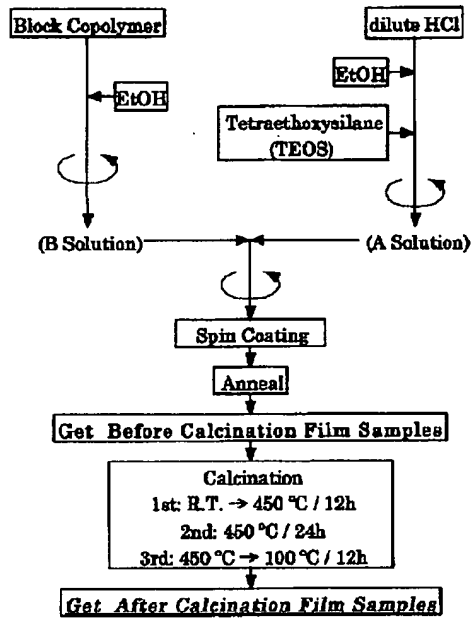 Block Copolymer
dilute HCl
EtOH
EtOH
Tetraethoxysilane
(TEOS)
(B Solution)
(A Solution)
Spin Coating
Anneal
Get Before Calcination Film Samples
Calcination
1st: R.T. → 450 °C / 12h
2nd: 450 °C / 24h
3rd: 450 °C → 100 °C / 12h
Get After Calcination Film Samples